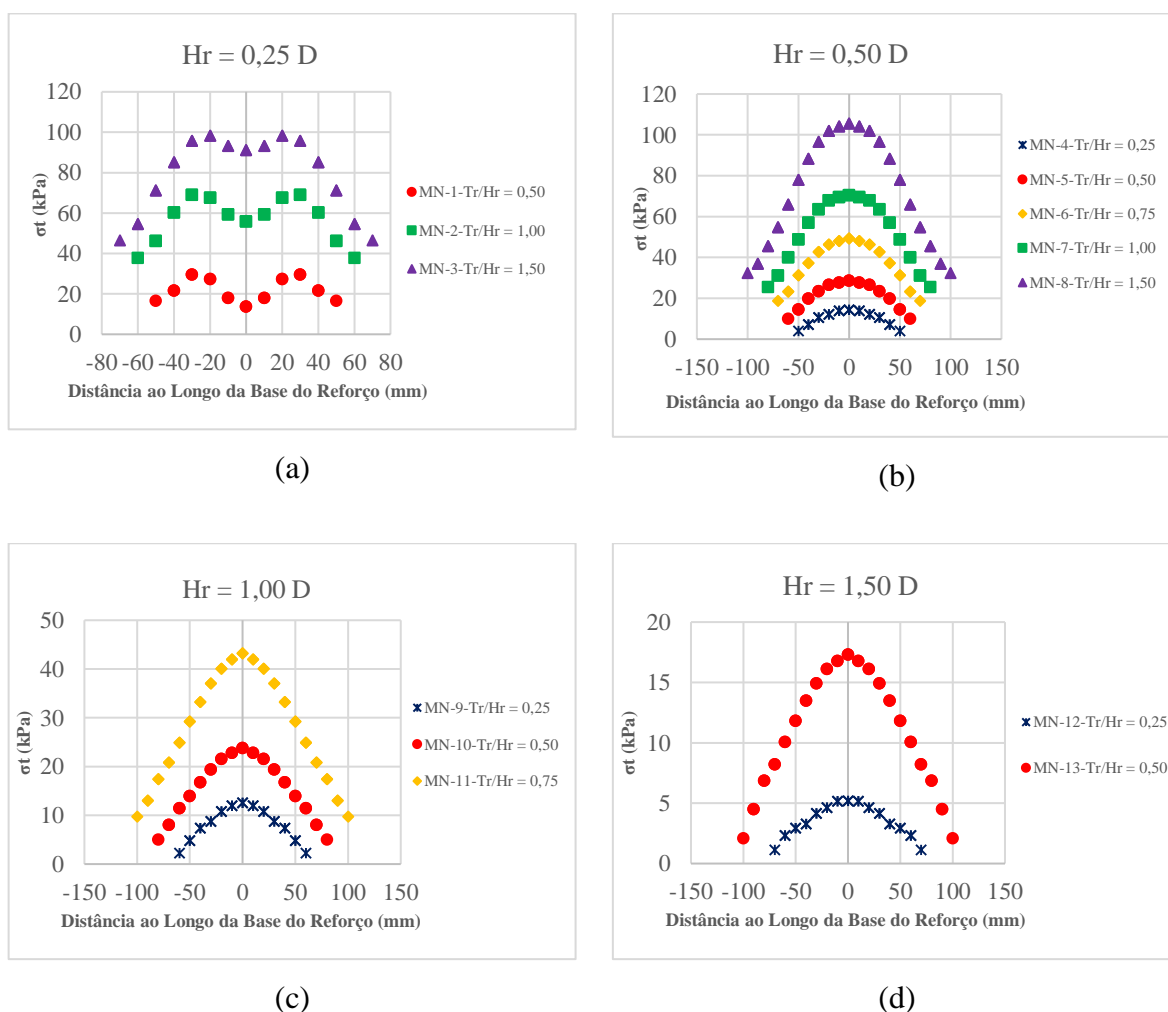 Hr = 0,25 D
120
100
80
60
40
20
0
-80 -60 -40 -20 0 20 40 60 80
σt (kPa)
Distância ao Longo da Base do Reforço (mm)
MN-1-Tr/Hr = 0,50
MN-2-Tr/Hr = 1,00
MN-3-Tr/Hr = 1,50
(a)
Hr = 0,50 D
120
100
80
60
40
20
0
-150 -100 -50 0 50 100 150
σt (kPa)
Distância ao Longo da Base do Reforço (mm)
MN-4-Tr/Hr = 0,25
MN-5-Tr/Hr = 0,50
MN-6-Tr/Hr = 0,75
MN-7-Tr/Hr = 1,00
MN-8-Tr/Hr = 1,50
(b)
Hr = 1,00 D
50
40
30
20
10
0
-150 -100 -50 0 50 100 150
σt (kPa)
Distância ao Longo da Base do Reforço (mm)
MN-9-Tr/Hr = 0,25
MN-10-Tr/Hr = 0,50
MN-11-Tr/Hr = 0,75
(c)
Hr = 1,50 D
20
15
10
5
0
-150 -100 -50 0 50 100 150
σt (kPa)
Distância ao Longo da Base do Reforço (mm)
MN-12-Tr/Hr = 0,25
MN-13-Tr/Hr = 0,50
(d)